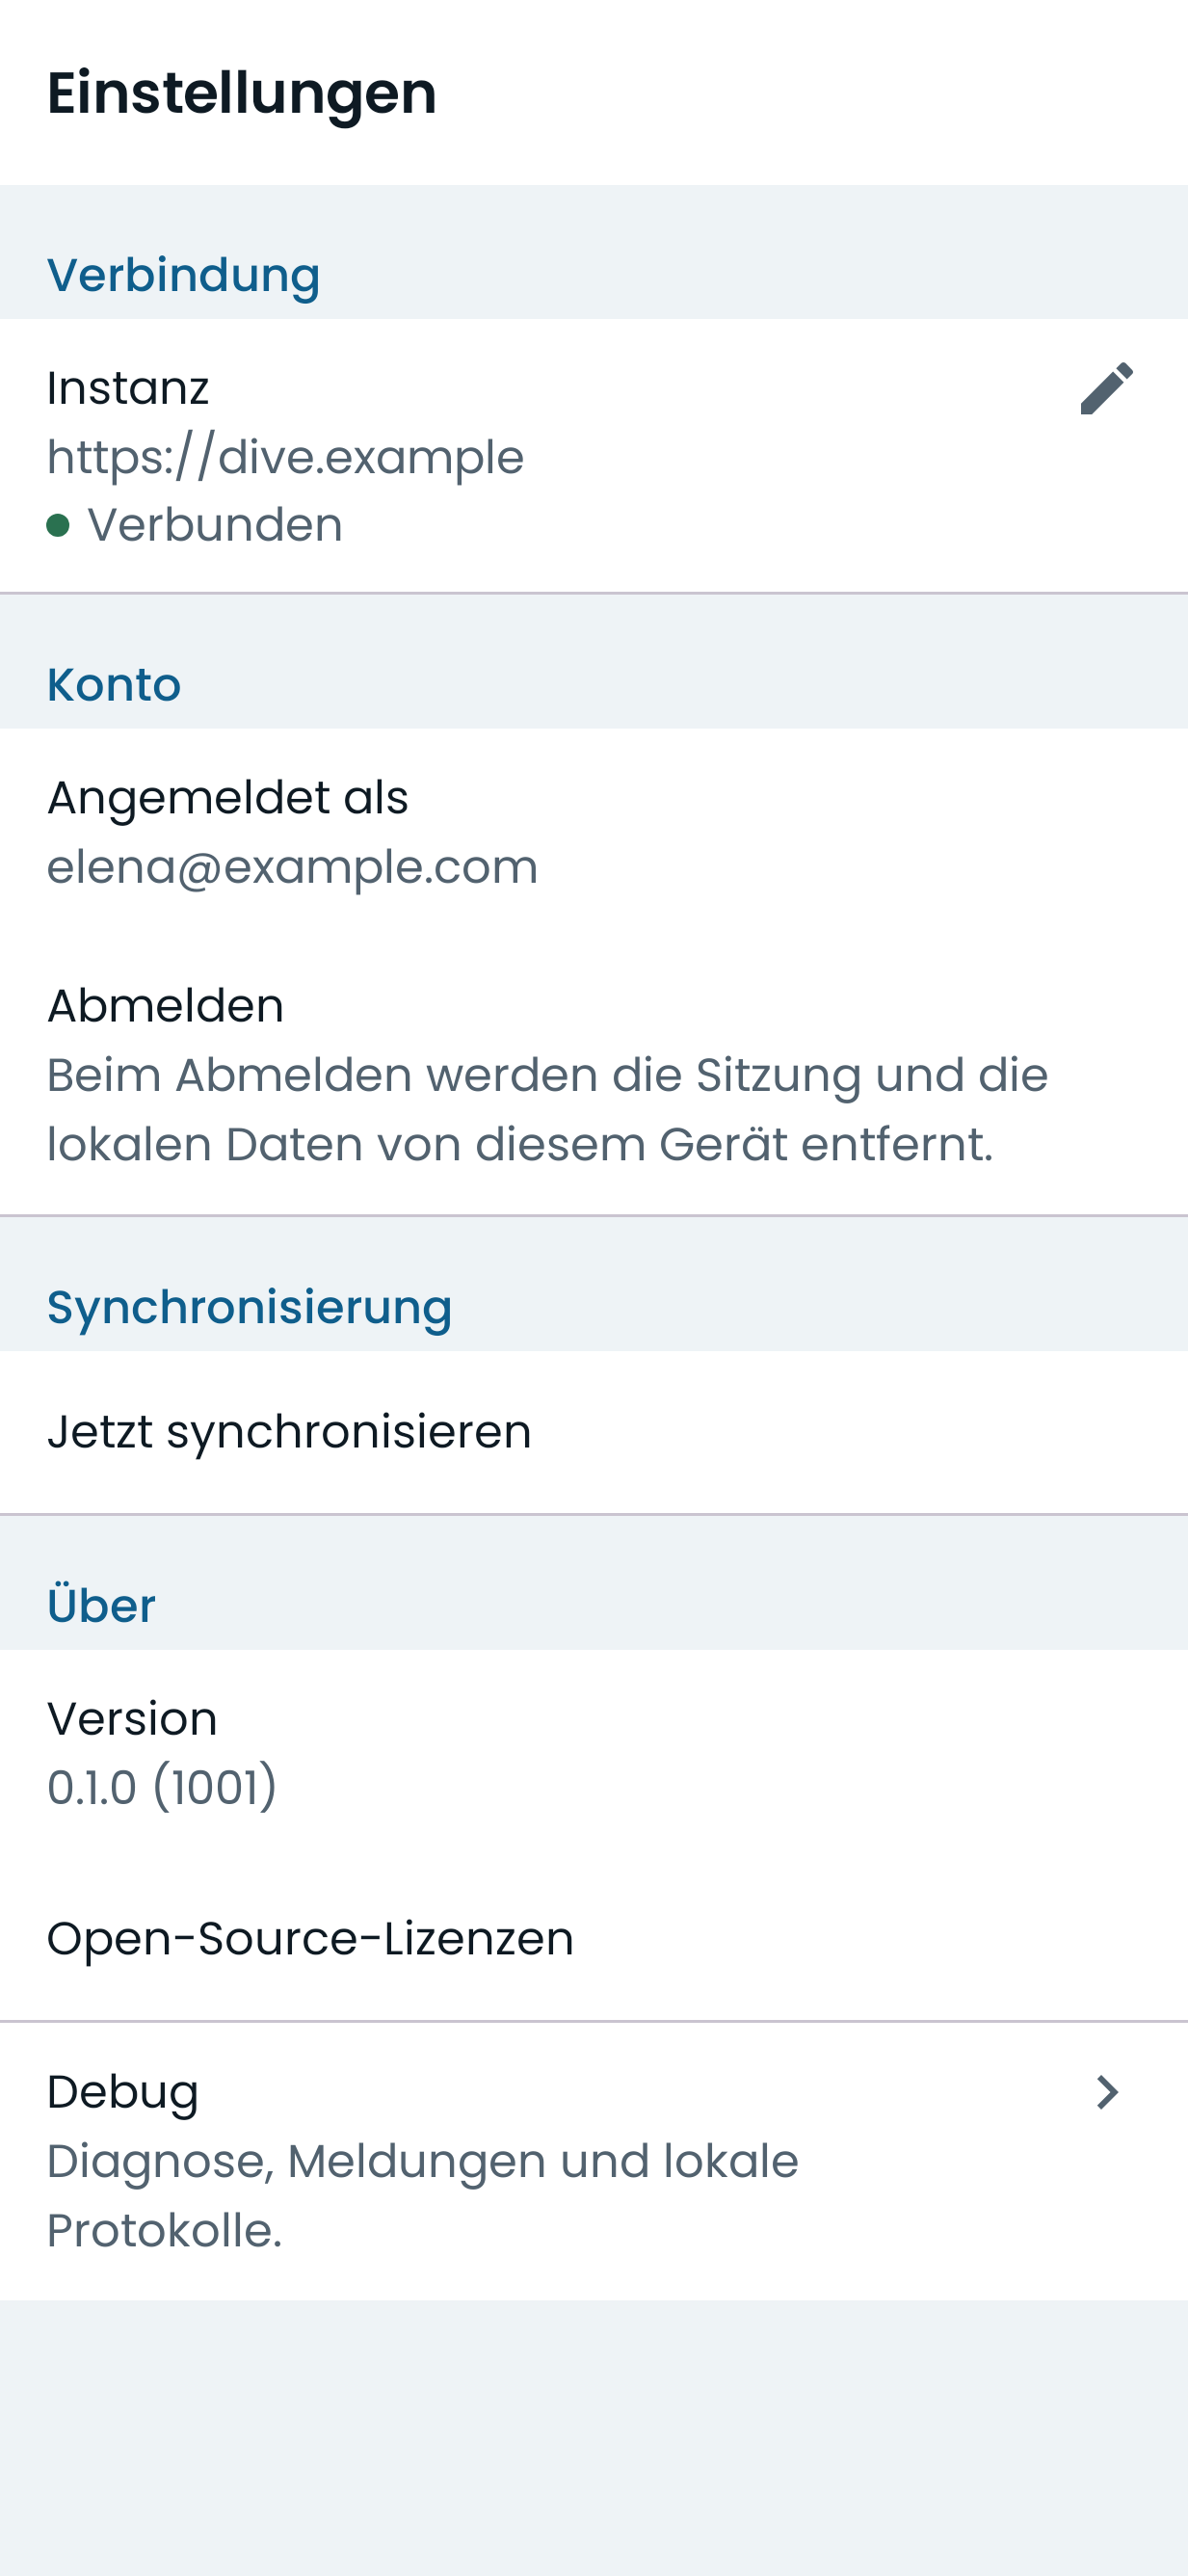 Einstellungen
Verbindung
Instanz
https://dive.example
Verbunden
Konto
Angemeldet als
elena@example.com
Abmelden
Beim Abmelden werden die Sitzung und die
lokalen Daten von diesem Gerät entfernt.
Synchronisierung
Jetzt synchronisieren
Über
Version
0.1.0 (1001)
Open-Source-Lizenzen
Debug
Diagnose, Meldungen und lokale
Protokolle.